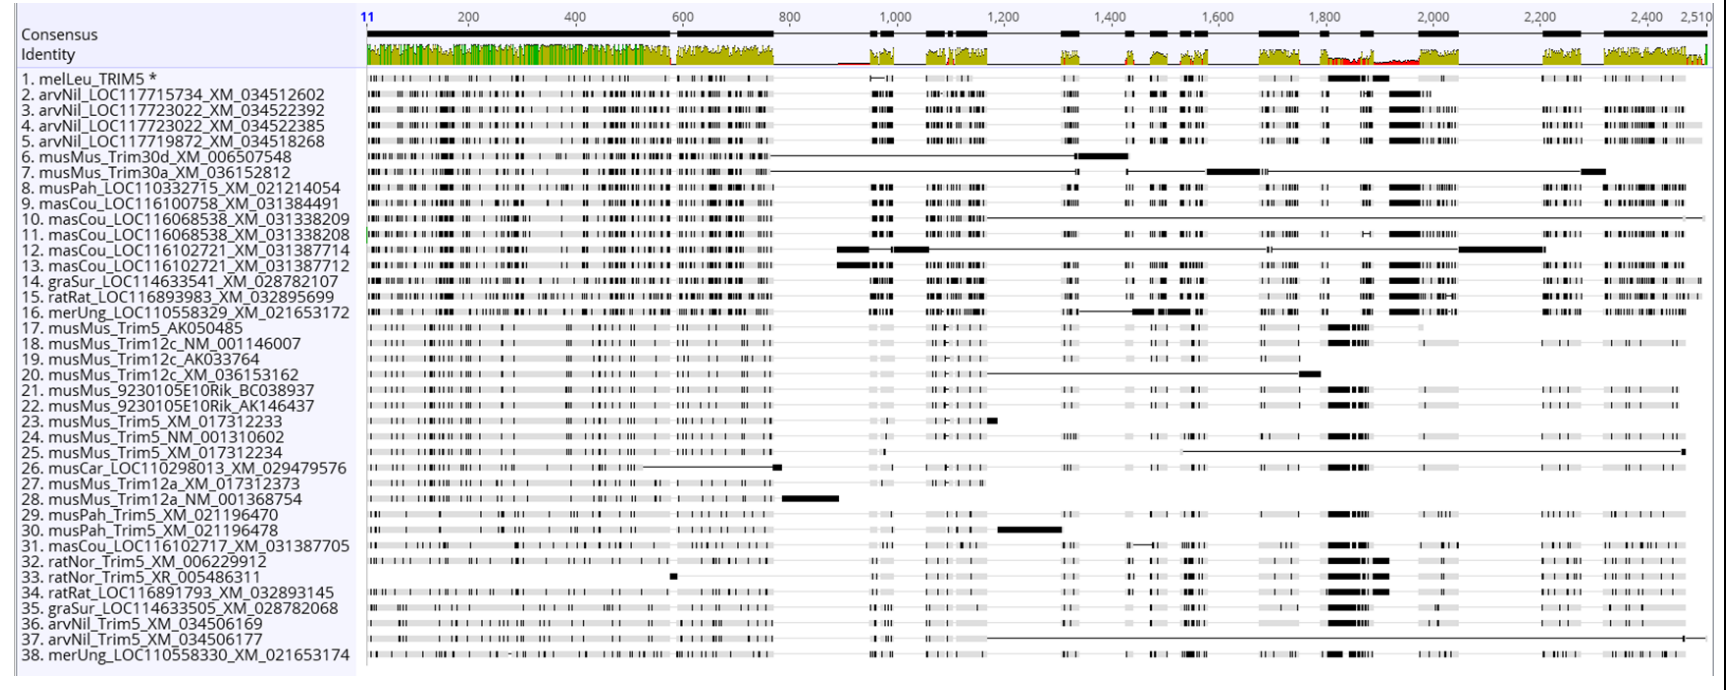 11 200 400 600 800 1,000 1,200 1,400 1,600 1,800 2,000 2,200 2,400 2,510
Consensus
Identity
1. melLeu_TRIM5 *
2. arvNil_LOC117715734_XM_034512602
3. arvNil_LOC117723022_XM_034522392
4. arvNil_LOC117723022_XM_034522385
5. arvNil_LOC117719872_XM_034518268
6. musMus_Trim30d_XM_006507548
7. musMus_Trim30a_XM_036152812
8. musPah_LOC110332715_XM_021214054
9. masCou_LOC116100758_XM_031384491
10. masCou_LOC116068538_XM_031338209
11. masCou_LOC116068538_XM_031338208
12. masCou_LOC116102721_XM_031387714
13. masCou_LOC116102721_XM_031387712
14. graSur_LOC114633541_XM_028782107
15. ratRat_LOC116893983_XM_032895699
16. merUng_LOC110558329_XM_021653172
17. musMus_Trim5_AK050485
18. musMus_Trim12c_NM_001146007
19. musMus_Trim12c_AK033764
20. musMus_Trim12c_XM_036153162
21. musMus_9230105E10Rik_BC038937
22. musMus_9230105E10Rik_AK146437
23. musMus_Trim5_XM_017312233
24. musMus_Trim5_NM_001310602
25. musMus_Trim5_XM_017312234
26. musCar_LOC110298013_XM_029479576
27. musMus_Trim12a_XM_017312373
28. musMus_Trim12a_NM_001368754
29. musPah_Trim5_XM_021196470
30. musPah_Trim5_XM_021196478
31. masCou_LOC116102717_XM_031387705
32. ratNor_Trim5_XM_006229912
33. ratNor_Trim5_XR_005486311
34. ratRat_LOC116891793_XM_032893145
35. graSur_LOC114633505_XM_028782068
36. arvNil_Trim5_XM_034506169
37. arvNil_Trim5_XM_034506177
38. merUng_LOC110558330_XM_021653174